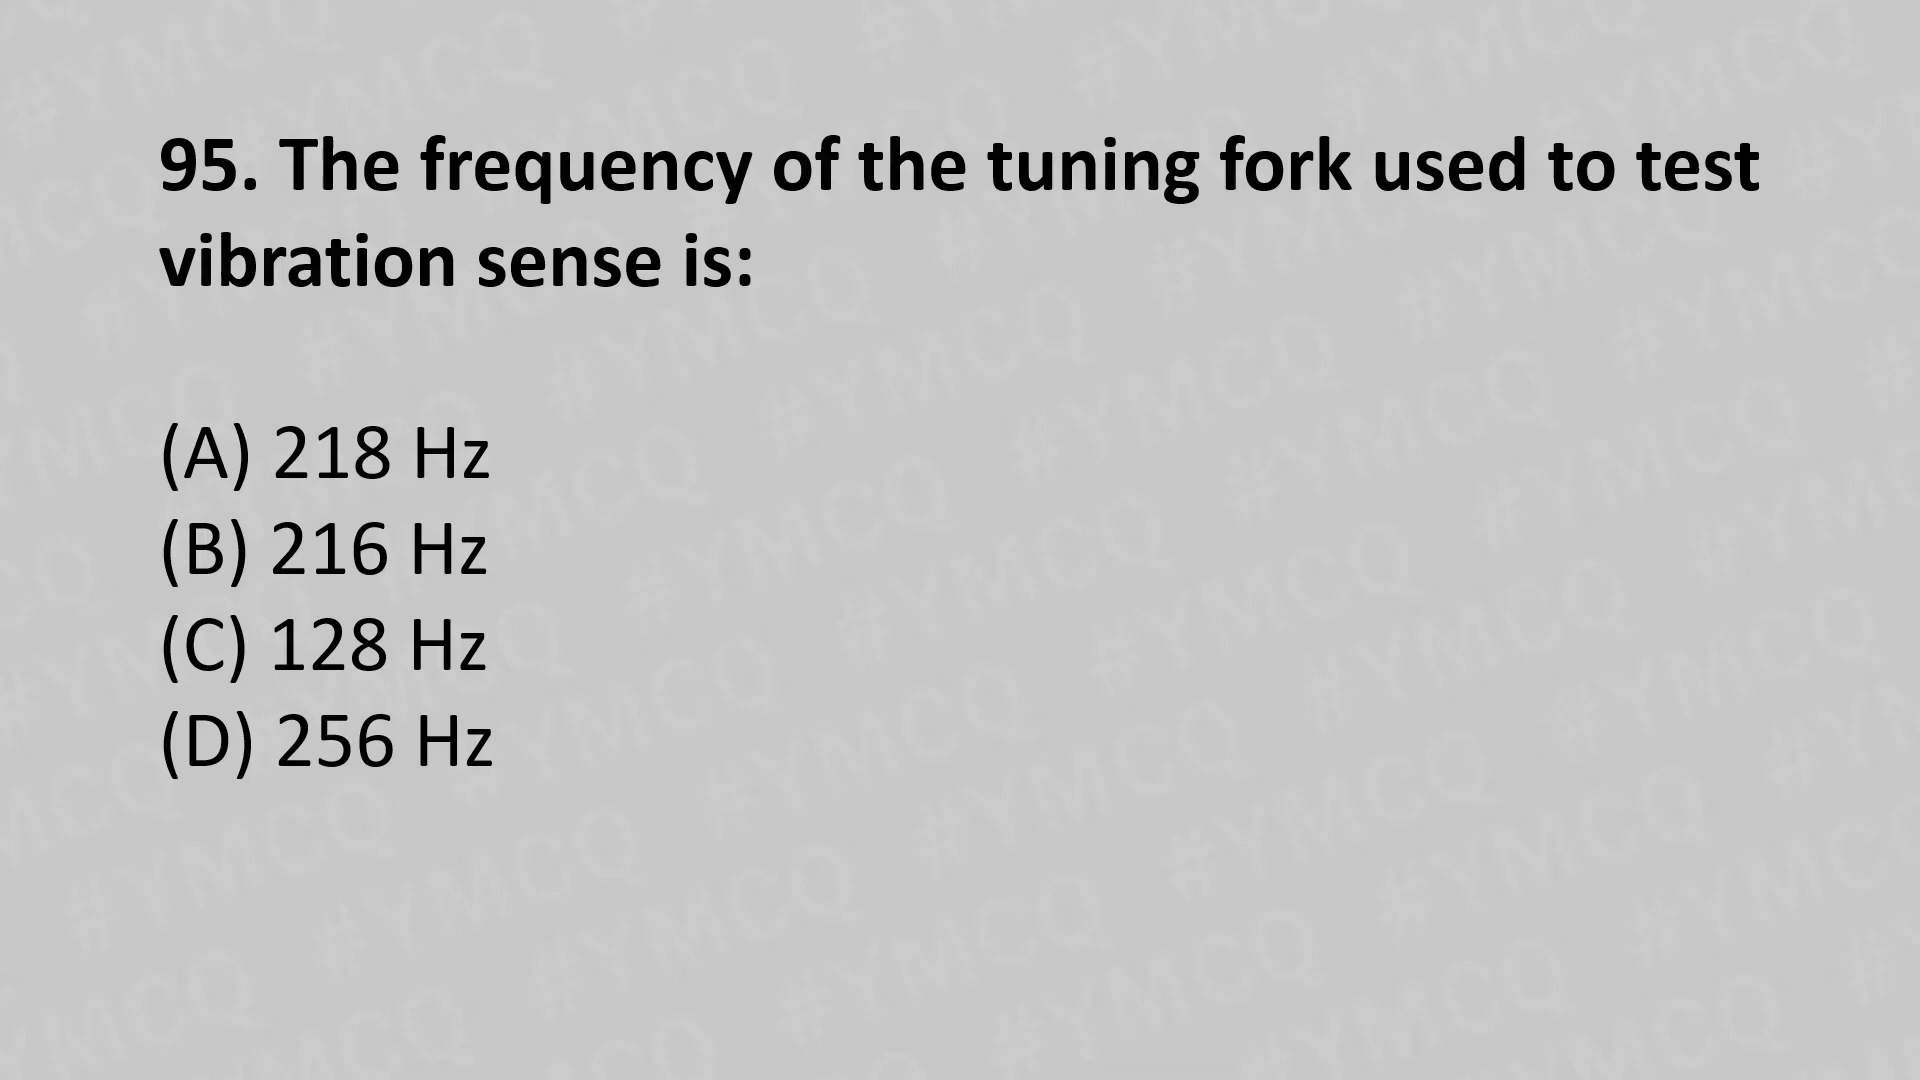 95. The frequency of the tuning fork used to test
vibration sense is:
(A) 218 Hz
(B) 216 Hz
(C) 128 Hz
(D) 256 Hz
#YMCQ